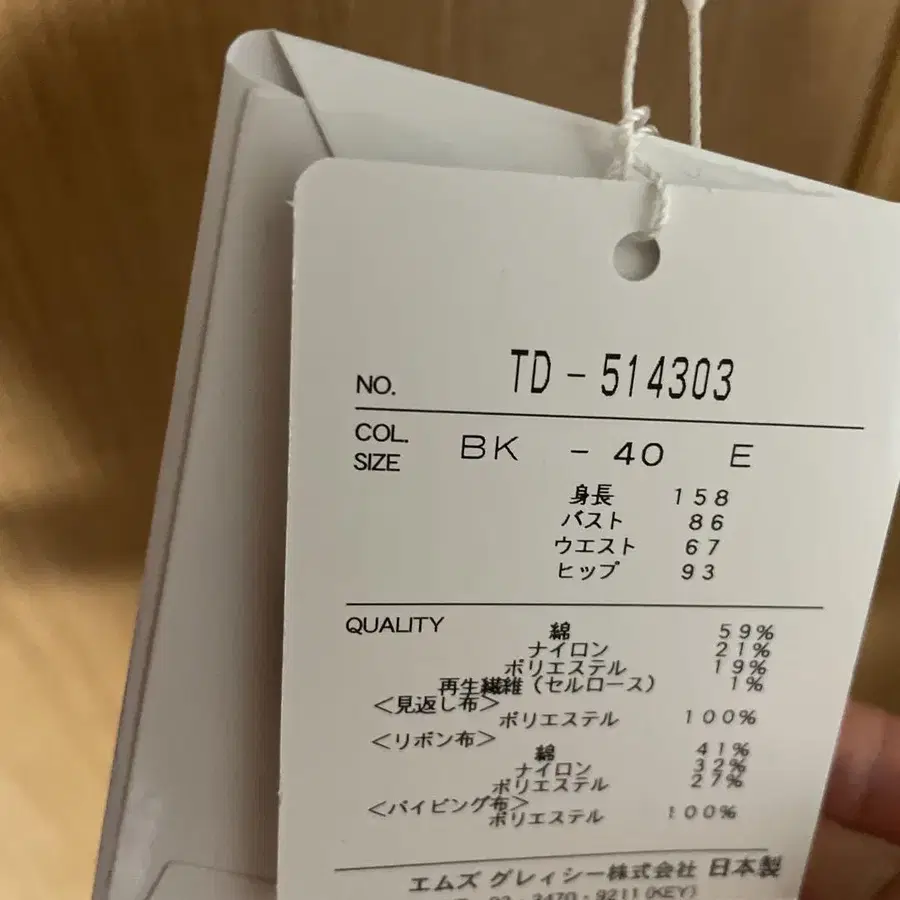 NO. TD-514303
COL. SIZE BK - 40 E
身長 158
バスト 86
ウエスト 67
ヒップ 93
QUALITY 綿 59%
ナイロン 21%
ポリエステル 19%
再生繊維(セルロース) 1%
<見返し布>
ポリエステル 100%
<リボン布>
綿 41%
ナイロン 32%
ポリエステル 27%
<パイピング布>
ポリエステル 100%
エムズ グレィシー株式会社 日本製
3470-9211(KEY)